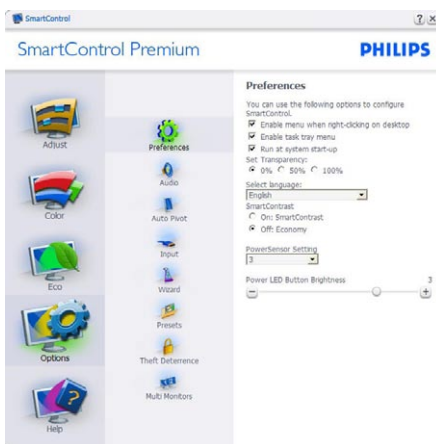 SmartControl
SmartControl Premium
PHILIPS
Adjust
Color
Eco
Options
Help
Preferences
Audio
Auto Pivot
Input
Wizard
Presets
Theft Deterrence
Multi Monitors
Preferences
You can use the following options to configure
SmartControl.
Enable menu when right-clicking on desktop
Enable task tray menu
Run at system start-up
Set Transparency:
0% 50% 100%
Select language:
English
SmartContrast
On: SmartContrast
Off: Economy
PowerSensor Setting
3
Power LED Button Brightness 3